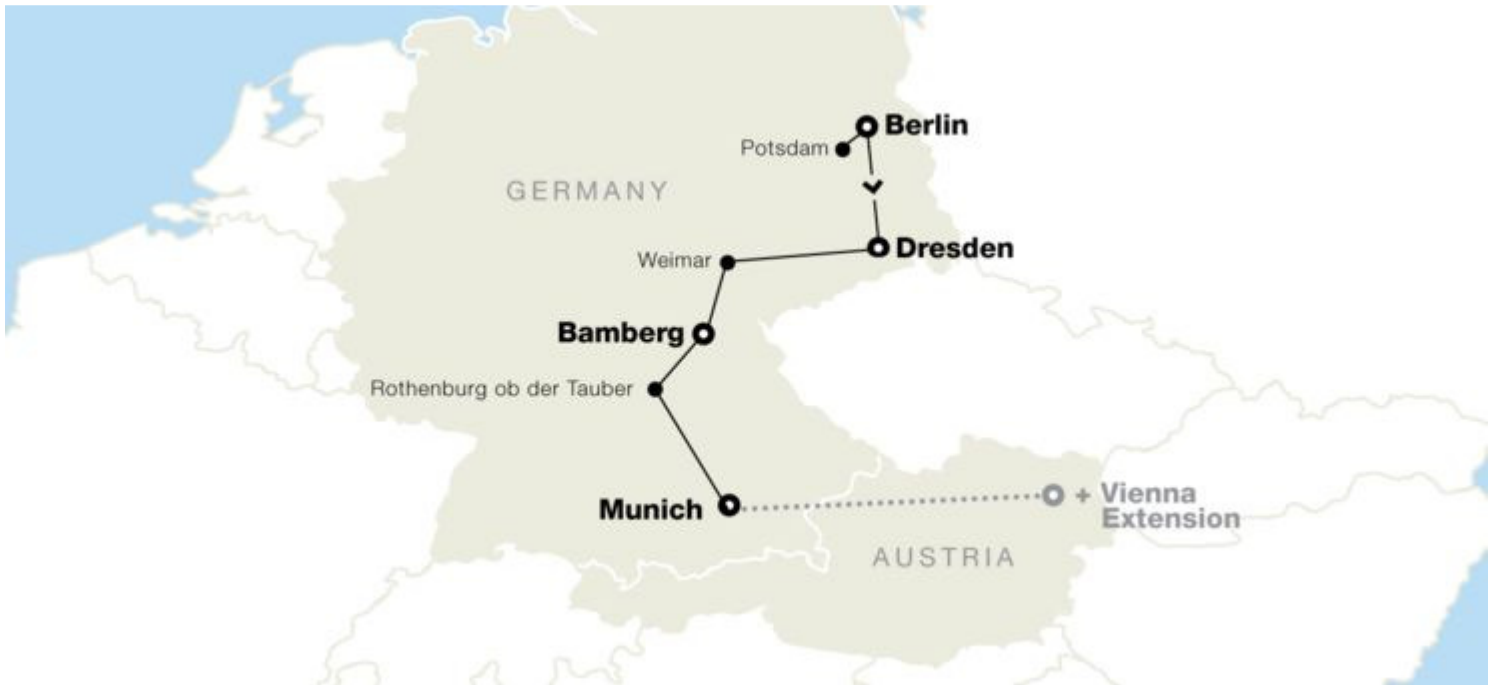 Berlin
Potsdam
GERMANY
Dresden
Weimar
Bamberg
Rothenburg ob der Tauber
Munich
+ Vienna
Extension
AUSTRIA